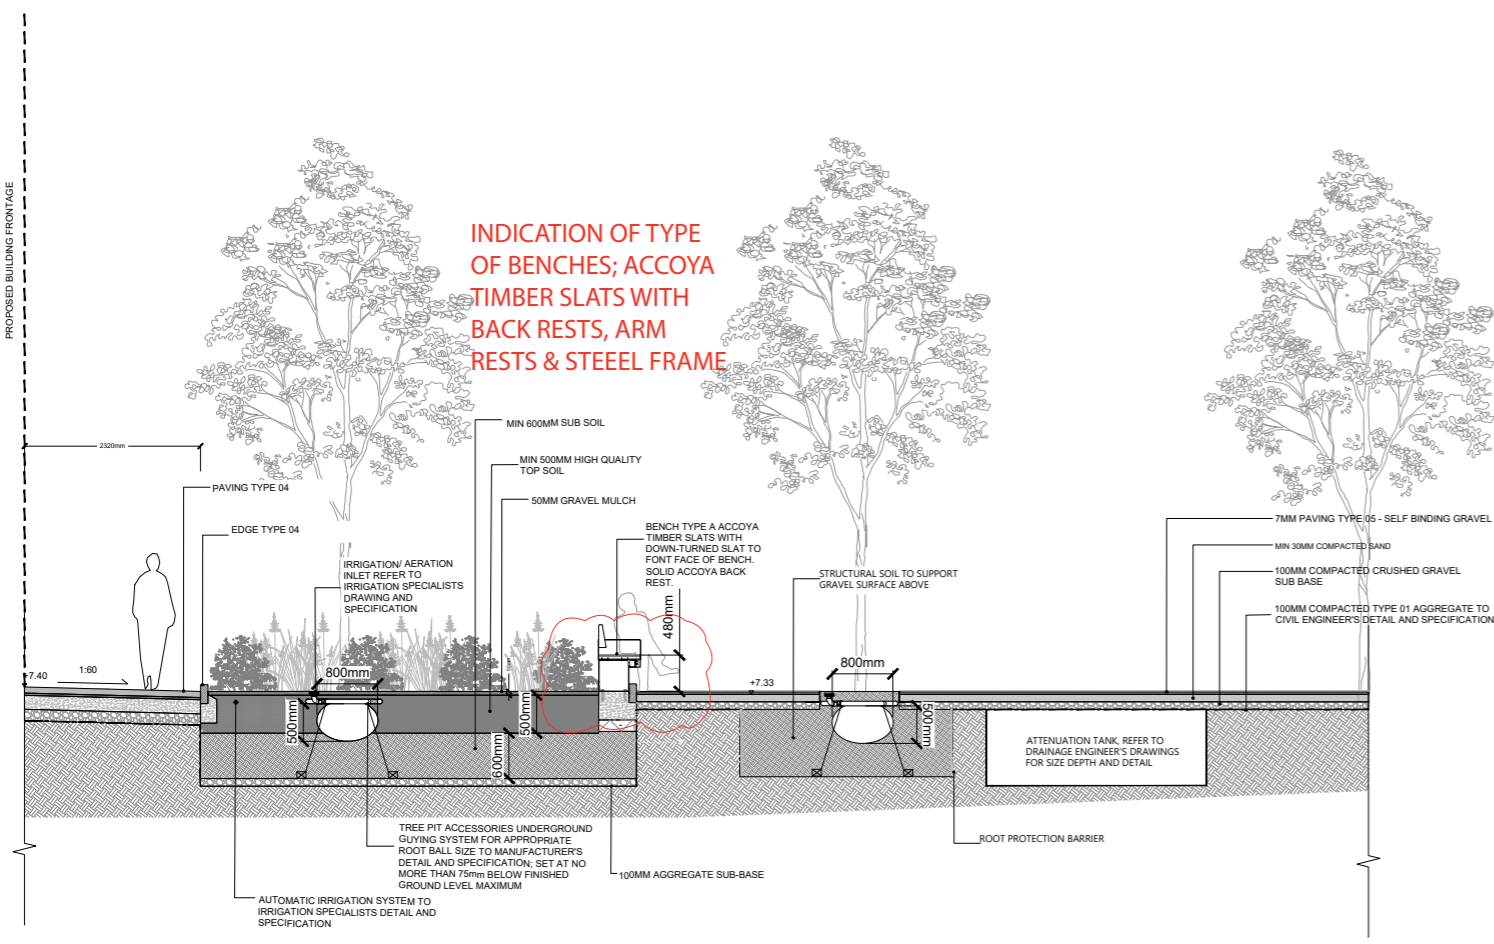 PROPOSED BUILDING FRONTAGE
INDICATION OF TYPE
OF BENCHES; ACCOYA
TIMBER SLATS WITH
BACK RESTS, ARM
RESTS & STEEEL FRAME
2320mm
PAVING TYPE 04
EDGE TYPE 04
MIN 600MM SUB SOIL
MIN 500MM HIGH QUALITY
TOP SOIL
50MM GRAVEL MULCH
IRRIGATION/ AERATION
INLET REFER TO
IRRIGATION SPECIALISTS
DRAWING AND
SPECIFICATION
BENCH TYPE A ACCOYA
TIMBER SLATS WITH
DOWN-TURNED SLAT TO
FONT FACE OF BENCH.
SOLID ACCOYA BACK
REST.
480mm
STRUCTURAL SOIL TO SUPPORT
GRAVEL SURFACE ABOVE
7MM PAVING TYPE 05 - SELF BINDING GRAVEL
MIN 30MM COMPACTED SAND
100MM COMPACTED CRUSHED GRAVEL
SUB BASE
100MM COMPACTED TYPE 01 AGGREGATE TO
CIVIL ENGINEER'S DETAIL AND SPECIFICATION
+7.40
1:60
800mm
500mm
500mm
600mm
+7.33
800mm
500mm
ATTENUATION TANK, REFER TO
DRAINAGE ENGINEER'S DRAWINGS
FOR SIZE DEPTH AND DETAIL
ROOT PROTECTION BARRIER
TREE PIT ACCESSORIES UNDERGROUND
GUYING SYSTEM FOR APPROPRIATE
ROOT BALL SIZE TO MANUFACTURER'S
DETAIL AND SPECIFICATION; SET AT NO
MORE THAN 75mm BELOW FINISHED
GROUND LEVEL MAXIMUM
100MM AGGREGATE SUB-BASE
AUTOMATIC IRRIGATION SYSTEM TO
IRRIGATION SPECIALISTS DETAIL AND
SPECIFICATION